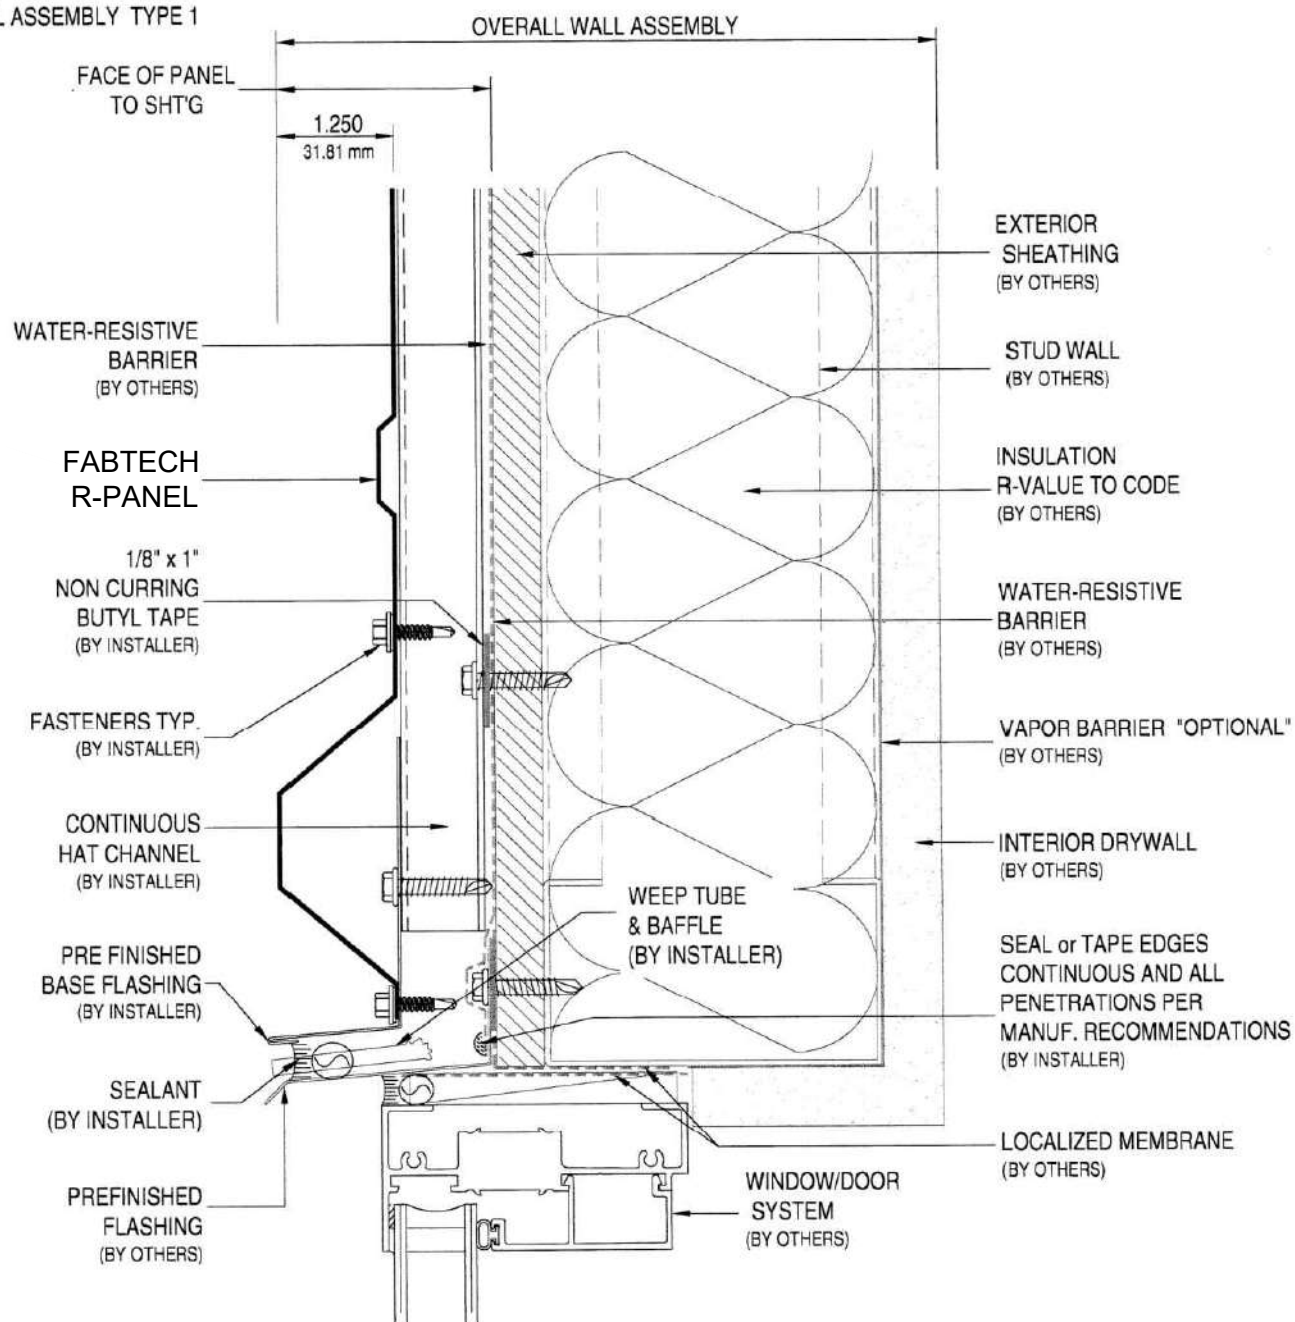 L ASSEMBLY TYPE 1
OVERALL WALL ASSEMBLY
FACE OF PANEL
TO SHT'G
1.250
31.81 mm
WATER-RESISTIVE
BARRIER
(BY OTHERS)
FABTECH
R-PANEL
1/8" x 1"
NON CURRING
BUTYL TAPE
(BY INSTALLER)
FASTENERS TYP.
(BY INSTALLER)
CONTINUOUS
HAT CHANNEL
(BY INSTALLER)
PRE FINISHED
BASE FLASHING
(BY INSTALLER)
SEALANT
(BY INSTALLER)
PREFINISHED
FLASHING
(BY OTHERS)
WEEP TUBE
& BAFFLE
(BY INSTALLER)
WINDOW/DOOR
SYSTEM
(BY OTHERS)
EXTERIOR
SHEATHING
(BY OTHERS)
STUD WALL
(BY OTHERS)
INSULATION
R-VALUE TO CODE
(BY OTHERS)
WATER-RESISTIVE
BARRIER
(BY OTHERS)
VAPOR BARRIER "OPTIONAL"
(BY OTHERS)
INTERIOR DRYWALL
(BY OTHERS)
SEAL or TAPE EDGES
CONTINUOUS AND ALL
PENETRATIONS PER
MANUF. RECOMMENDATIONS
(BY INSTALLER)
LOCALIZED MEMBRANE
(BY OTHERS)